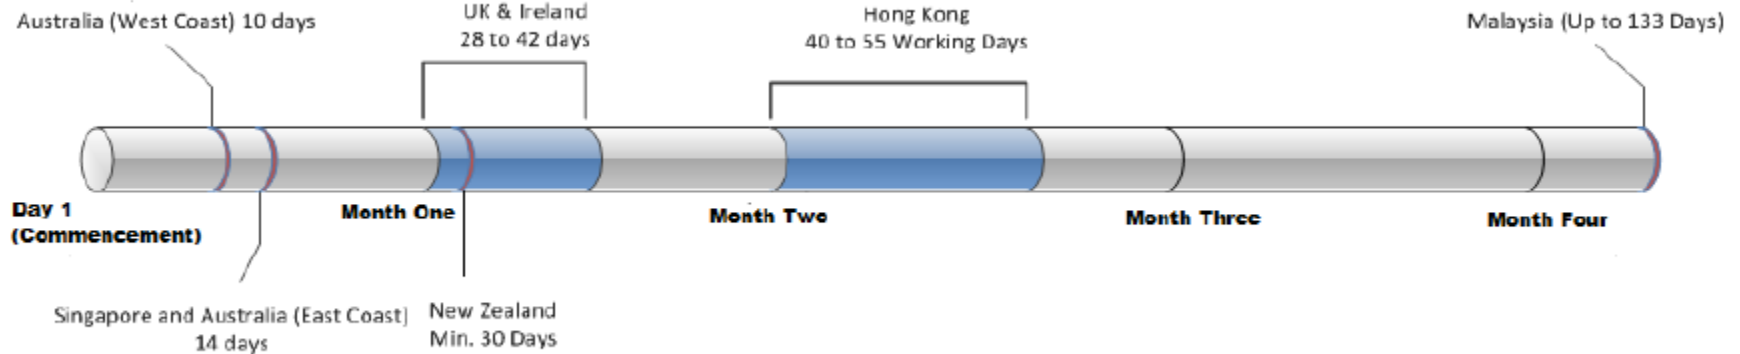 Australia (West Coast) 10 days
UK & Ireland
28 to 42 days
Hong Kong
40 to 55 Working Days
Malaysia (Up to 133 Days)
Day 1
(Commencement)
Month One
Month Two
Month Three
Month Four
Singapore and Australia (East Coast)
14 days
New Zealand
Min. 30 Days